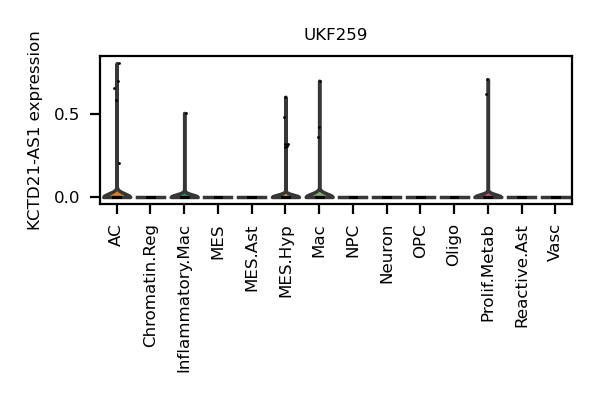 UKF259
KCTD21-AS1 expression
0.5
0.0
AC
Chromatin.Reg
Inflammatory.Mac
MES
MES.Ast
MES.Hyp
Mac
NPC
Neuron
OPC
Oligo
Prolif.Metab
Reactive.Ast
Vasc